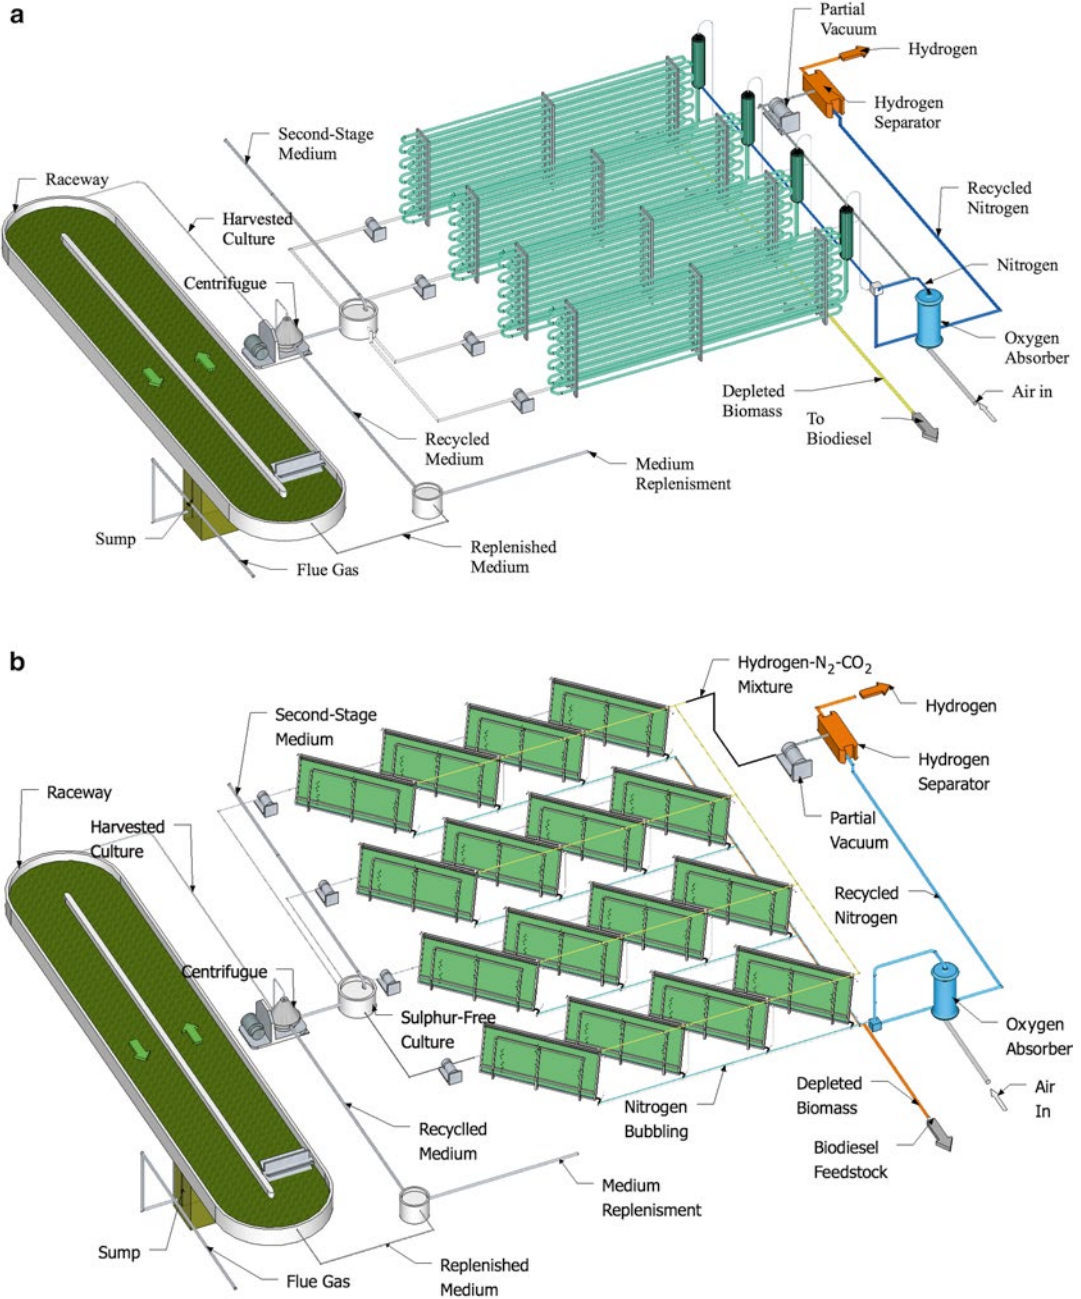 a
Partial
Vacuum
Hydrogen
Hydrogen
Separator
Second-Stage
Medium
Raceway
Harvested
Culture
Recycled
Nitrogen
Centrifugue
Nitrogen
Oxygen
Absorber
Depleted
Biomass
Air in
To
Biodiesel
Recycled
Medium
Medium
Replenisment
Sump
Replenished
Medium
Flue Gas
b
Hydrogen-N2-CO2
Mixture
Hydrogen
Second-Stage
Medium
Hydrogen
Separator
Raceway
Harvested
Culture
Partial
Vacuum
Recycled
Nitrogen
Centrifugue
Sulphur-Free
Culture
Oxygen
Absorber
Depleted
Biomass
Air
In
Nitrogen
Bubbling
Recyclled
Medium
Biodiesel
Feedstock
Medium
Replenisment
Sump
Replenished
Medium
Flue Gas